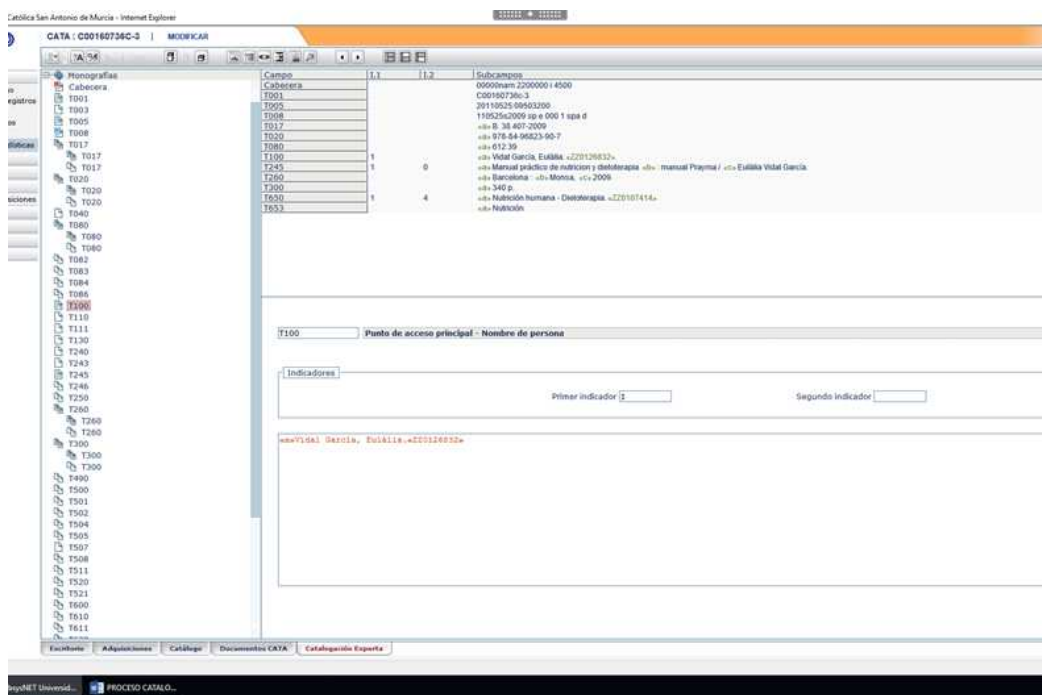 Católica San Antonio de Murcia - Internet Explorer
CATA : C00160736C-3 | MODIFICAR
Monografías
Cabecera
T001
T003
T005
T008
T017
T017
T017
T020
T020
T020
T040
T080
T080
T080
T082
T083
T084
T086
T100
T110
T111
T130
T240
T243
T245
T246
T250
T260
T260
T260
T300
T300
T300
T490
T500
T501
T502
T504
T505
T507
T508
T511
T520
T521
T600
T610
T611
Campo I.1 I.2 Subcampos
Cabecera 00000nam 2200000 i 4500
T001 C00160736c-3
T005 20110525:09503200
T008 110525s2009 sp e 000 1 spa d
T017 «a» B. 38.407-2009
T020 «a» 978-84-96823-90-7
T080 «a» 612.39
T100 1 «a» Vidal García, Eulàlia. «ZZ0126832»
T245 1 0 «a» Manual práctico de nutricion y dietoterapia «b» : manual Prayma / «c» Eulàlia Vidal García.
T260 «a» Barcelona : «b» Monsa, «c» 2009.
T300 «a» 340 p.
T650 1 4 «a» Nutrición humana - Dietoterapia. «ZZ0107414»
T653 «a» Nutrición
T100 Punto de acceso principal - Nombre de persona
Indicadores
Primer indicador 1 Segundo indicador
«a»Vidal García, Eulàlia.«ZZ0126832»
Escritorio Adquisiciones Catálogo Documentos CATA Catalogación Experta
absysNET Universid... PROCESO CATALO...